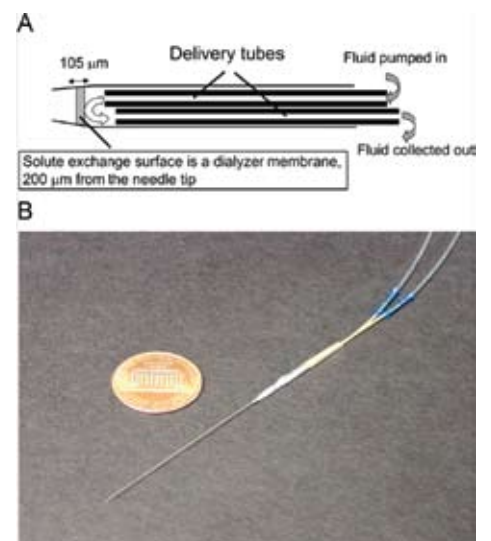 A
105 μm
Delivery tubes
Fluid pumped in
Fluid collected out
Solute exchange surface is a dialyzer membrane,
200 μm from the needle tip
B